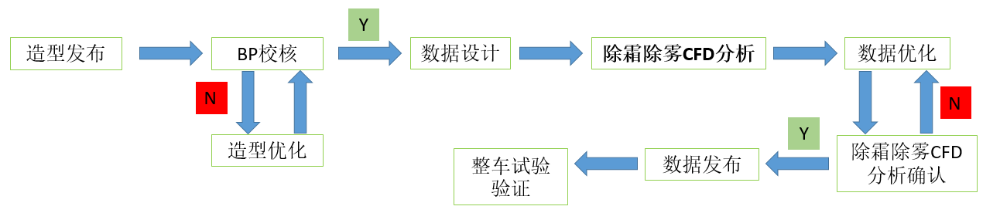 造型发布
BP校核
Y
数据设计
除霜除雾CFD分析
数据优化
N
造型优化
N
除霜除雾CFD
分析确认
Y
数据发布
整车试验
验证